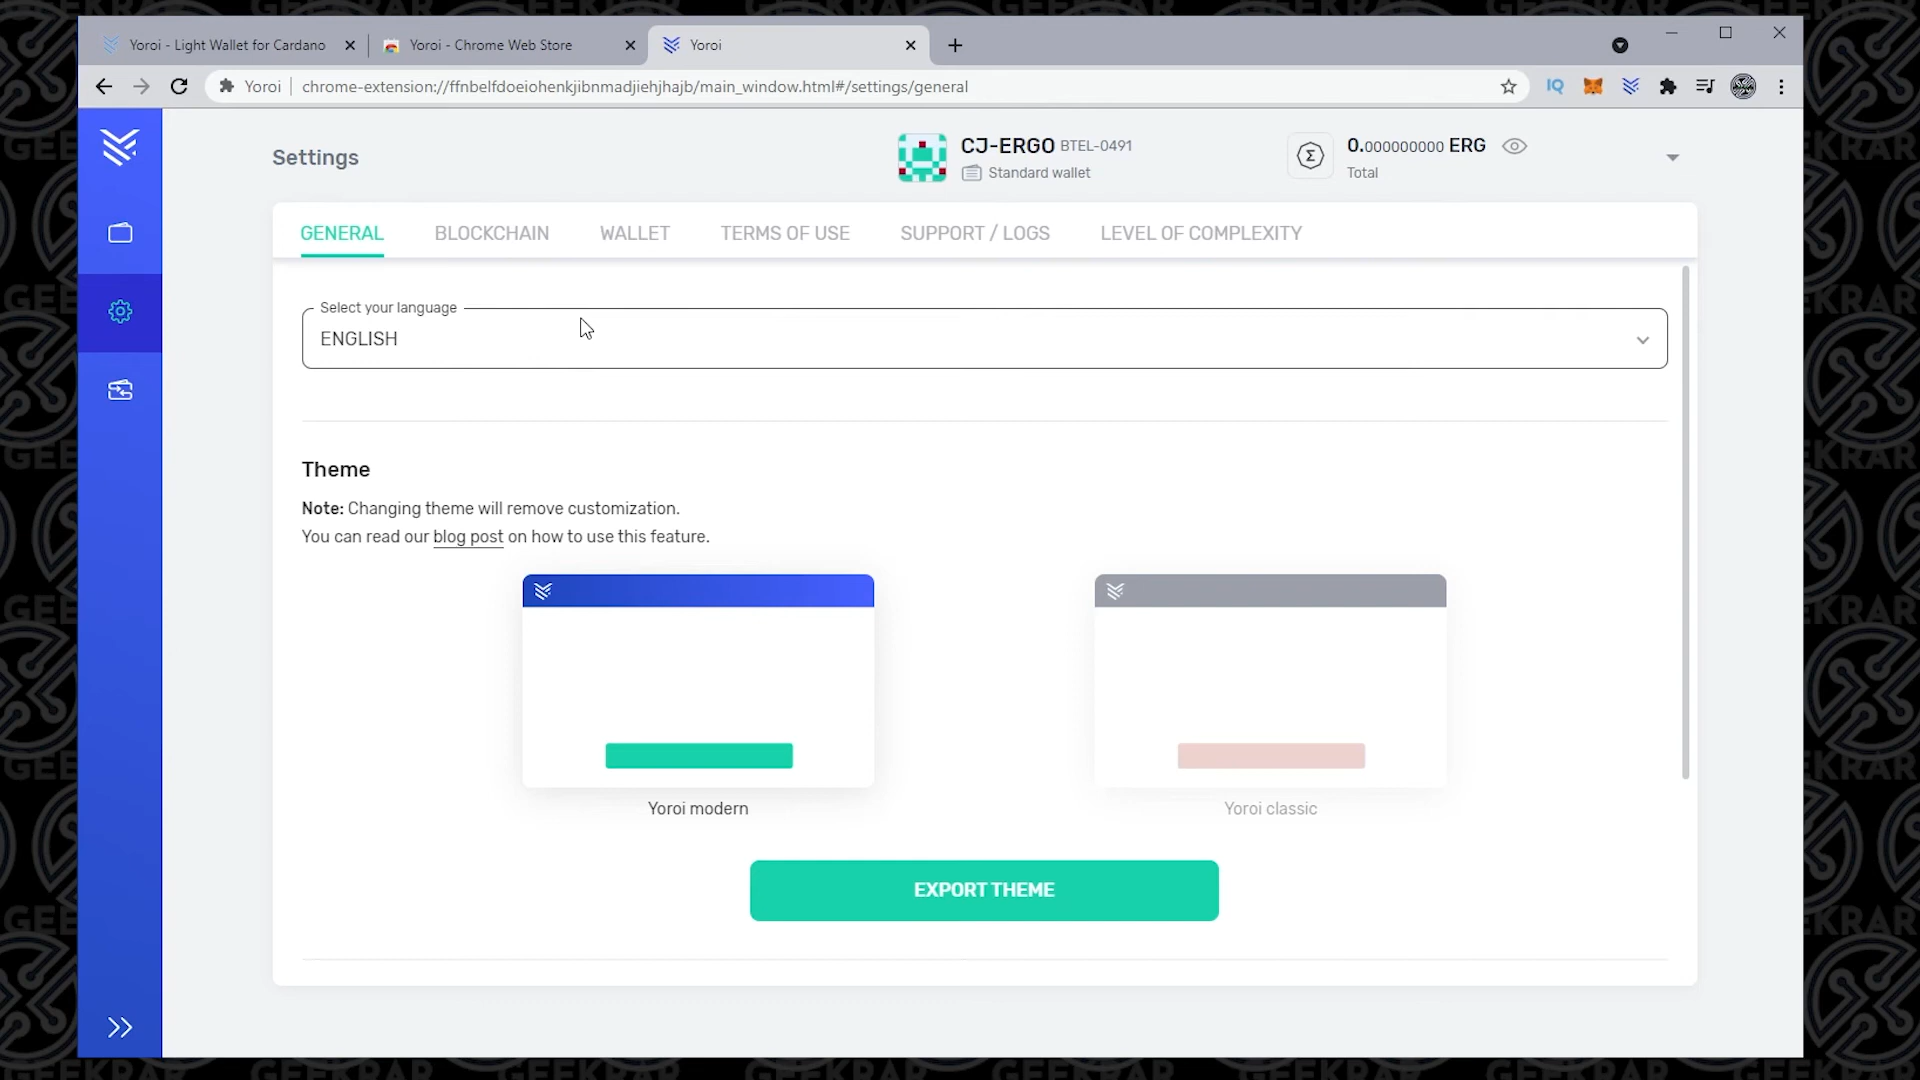 Yoroi - Light Wallet for Cardano
Yoroi - Chrome Web Store
Yoroi
Yoroi
chrome-extension://ffnbelfdoeiohenkjibnmadjiehjhajb/main_window.html#/settings/general
IQ
Settings
CJ-ERGO BTEL-0491
Standard wallet
0.000000000 ERG
Total
GENERAL
BLOCKCHAIN
WALLET
TERMS OF USE
SUPPORT / LOGS
LEVEL OF COMPLEXITY
Select your language
ENGLISH
Theme
Note: Changing theme will remove customization.
You can read our blog post on how to use this feature.
Yoroi modern
Yoroi classic
EXPORT THEME
GEEKRAR